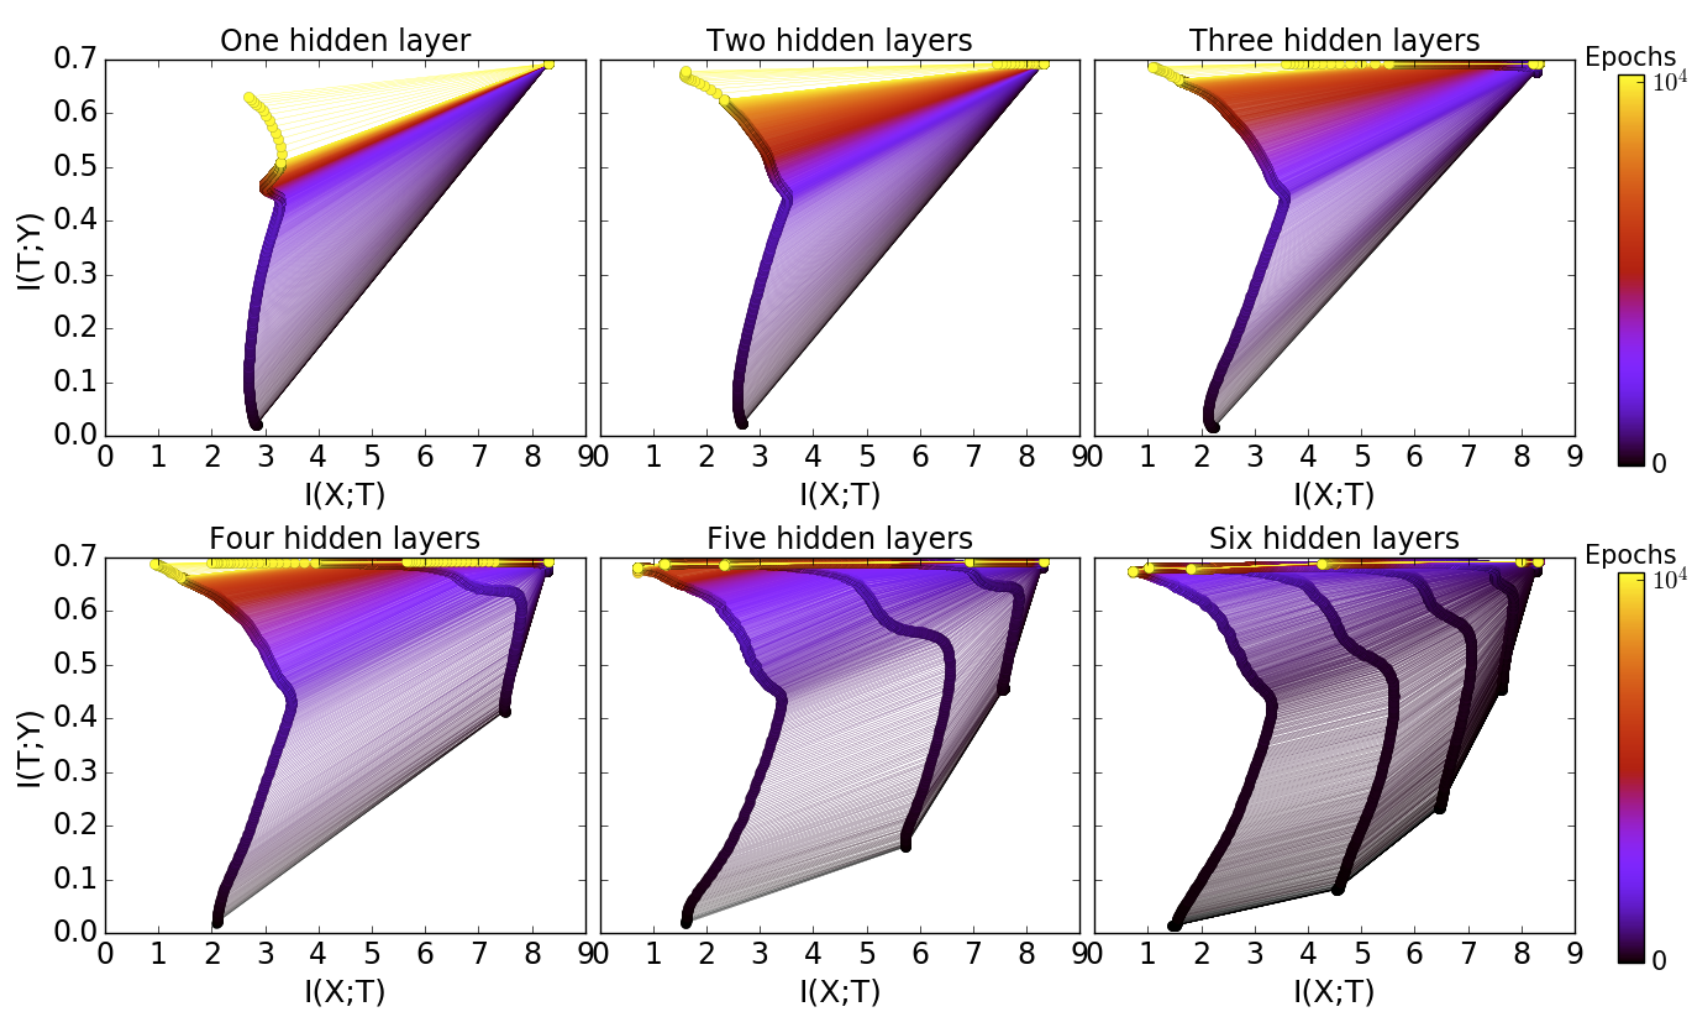 One hidden layer
Two hidden layers
Three hidden layers
Epochs
10^4
0
I(T;Y)
0.7
0.6
0.5
0.4
0.3
0.2
0.1
0.0
0 1 2 3 4 5 6 7 8 9
0 1 2 3 4 5 6 7 8 9
0 1 2 3 4 5 6 7 8 9
I(X;T)
I(X;T)
I(X;T)
Four hidden layers
Five hidden layers
Six hidden layers
Epochs
10^4
0
I(T;Y)
0.7
0.6
0.5
0.4
0.3
0.2
0.1
0.0
0 1 2 3 4 5 6 7 8 9
0 1 2 3 4 5 6 7 8 9
0 1 2 3 4 5 6 7 8 9
I(X;T)
I(X;T)
I(X;T)